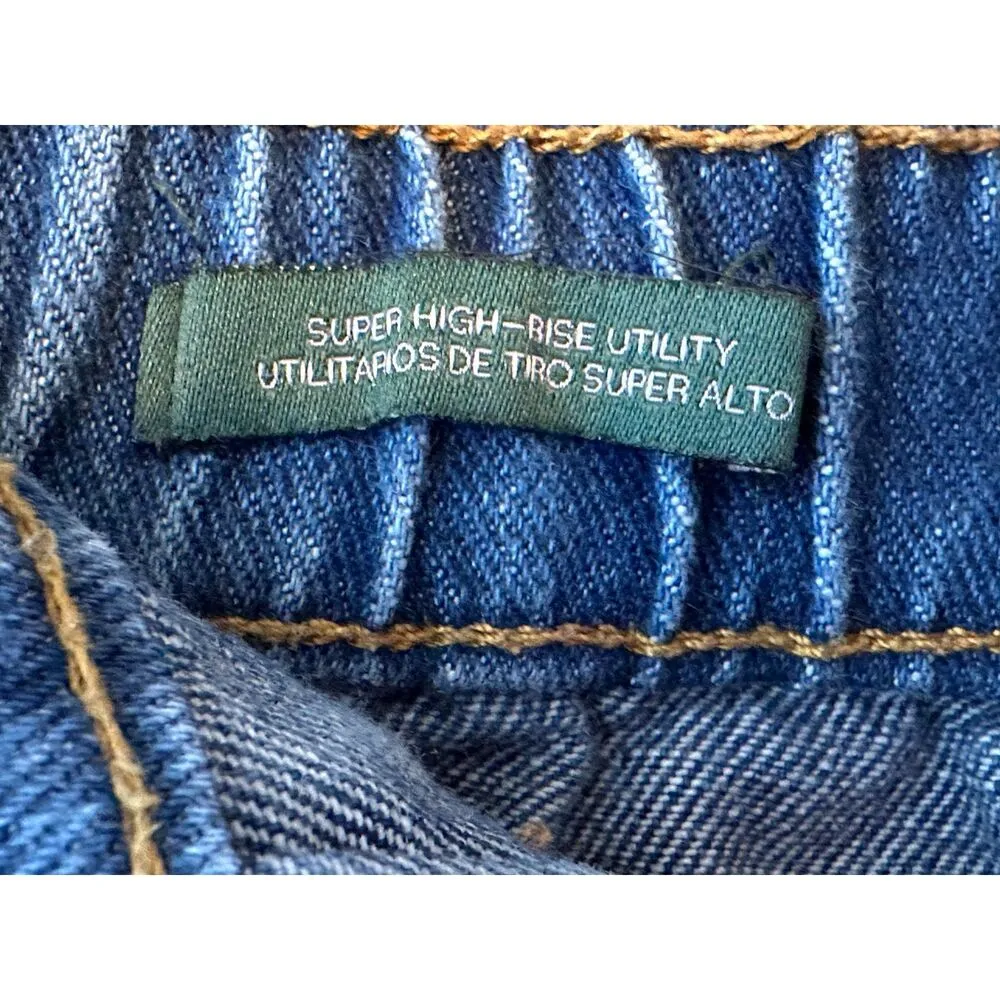 SUPER HIGH-RISE UTILITY
UTILITARIOS DE TIRO SUPER ALTO